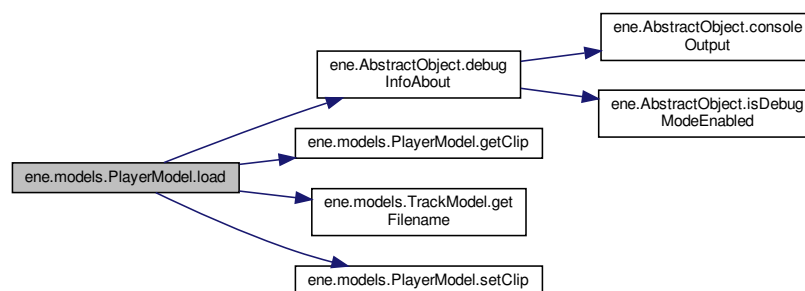 ene.models.PlayerModel.load
ene.AbstractObject.debug
InfoAbout
ene.models.PlayerModel.getClip
ene.models.TrackModel.get
Filename
ene.models.PlayerModel.setClip
ene.AbstractObject.console
Output
ene.AbstractObject.isDebug
ModeEnabled